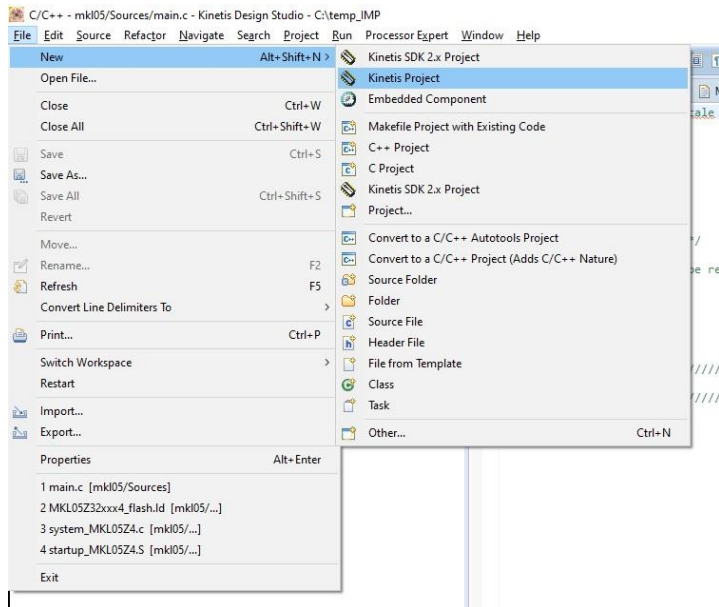 C/C++ - mkl05/Sources/main.c - Kinetis Design Studio - C:\temp_IMP
File Edit Source Refactor Navigate Search Project Run Processor Expert Window Help
New Alt+Shift+N >
Open File...
Close Ctrl+W
Close All Ctrl+Shift+W
Save Ctrl+S
Save As...
Save All Ctrl+Shift+S
Revert
Move...
Rename... F2
Refresh F5
Convert Line Delimiters To >
Print... Ctrl+P
Switch Workspace >
Restart
Import...
Export...
Properties Alt+Enter
1 main.c [mkl05/Sources]
2 MKL05Z32xxx4_flash.ld [mkl05/...]
3 system_MKL05Z4.c [mkl05/...]
4 startup_MKL05Z4.S [mkl05/...]
Exit
Kinetis SDK 2.x Project
Kinetis Project
Embedded Component
Makefile Project with Existing Code
C++ Project
C Project
Kinetis SDK 2.x Project
Project...
Convert to a C/C++ Autotools Project
Convert to a C/C++ Project (Adds C/C++ Nature)
Source Folder
Folder
Source File
Header File
File from Template
Class
Task
Other... Ctrl+N
*/
////
////